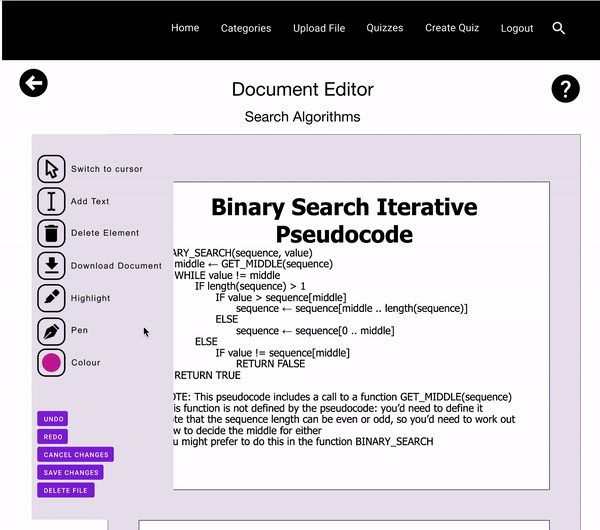 Home Categories Upload File Quizzes Create Quiz Logout
Document Editor
Search Algorithms
Switch to cursor
Add Text
Delete Element
Download Document
Highlight
Pen
Colour
UNDO
REDO
CANCEL CHANGES
SAVE CHANGES
DELETE FILE
Binary Search Iterative
Pseudocode
ARY_SEARCH(sequence, value)
middle ← GET_MIDDLE(sequence)
WHILE value != middle
IF length(sequence) > 1
IF value > sequence[middle]
sequence ← sequence[middle .. length(sequence)]
ELSE
sequence ← sequence[0 .. middle]
ELSE
IF value != sequence[middle]
RETURN FALSE
RETURN TRUE
OTE: This pseudocode includes a call to a function GET_MIDDLE(sequence)
is function is not defined by the pseudocode: you'd need to define it
te that the sequence length can be even or odd, so you'd need to work out
w to decide the middle for either
u might prefer to do this in the function BINARY_SEARCH